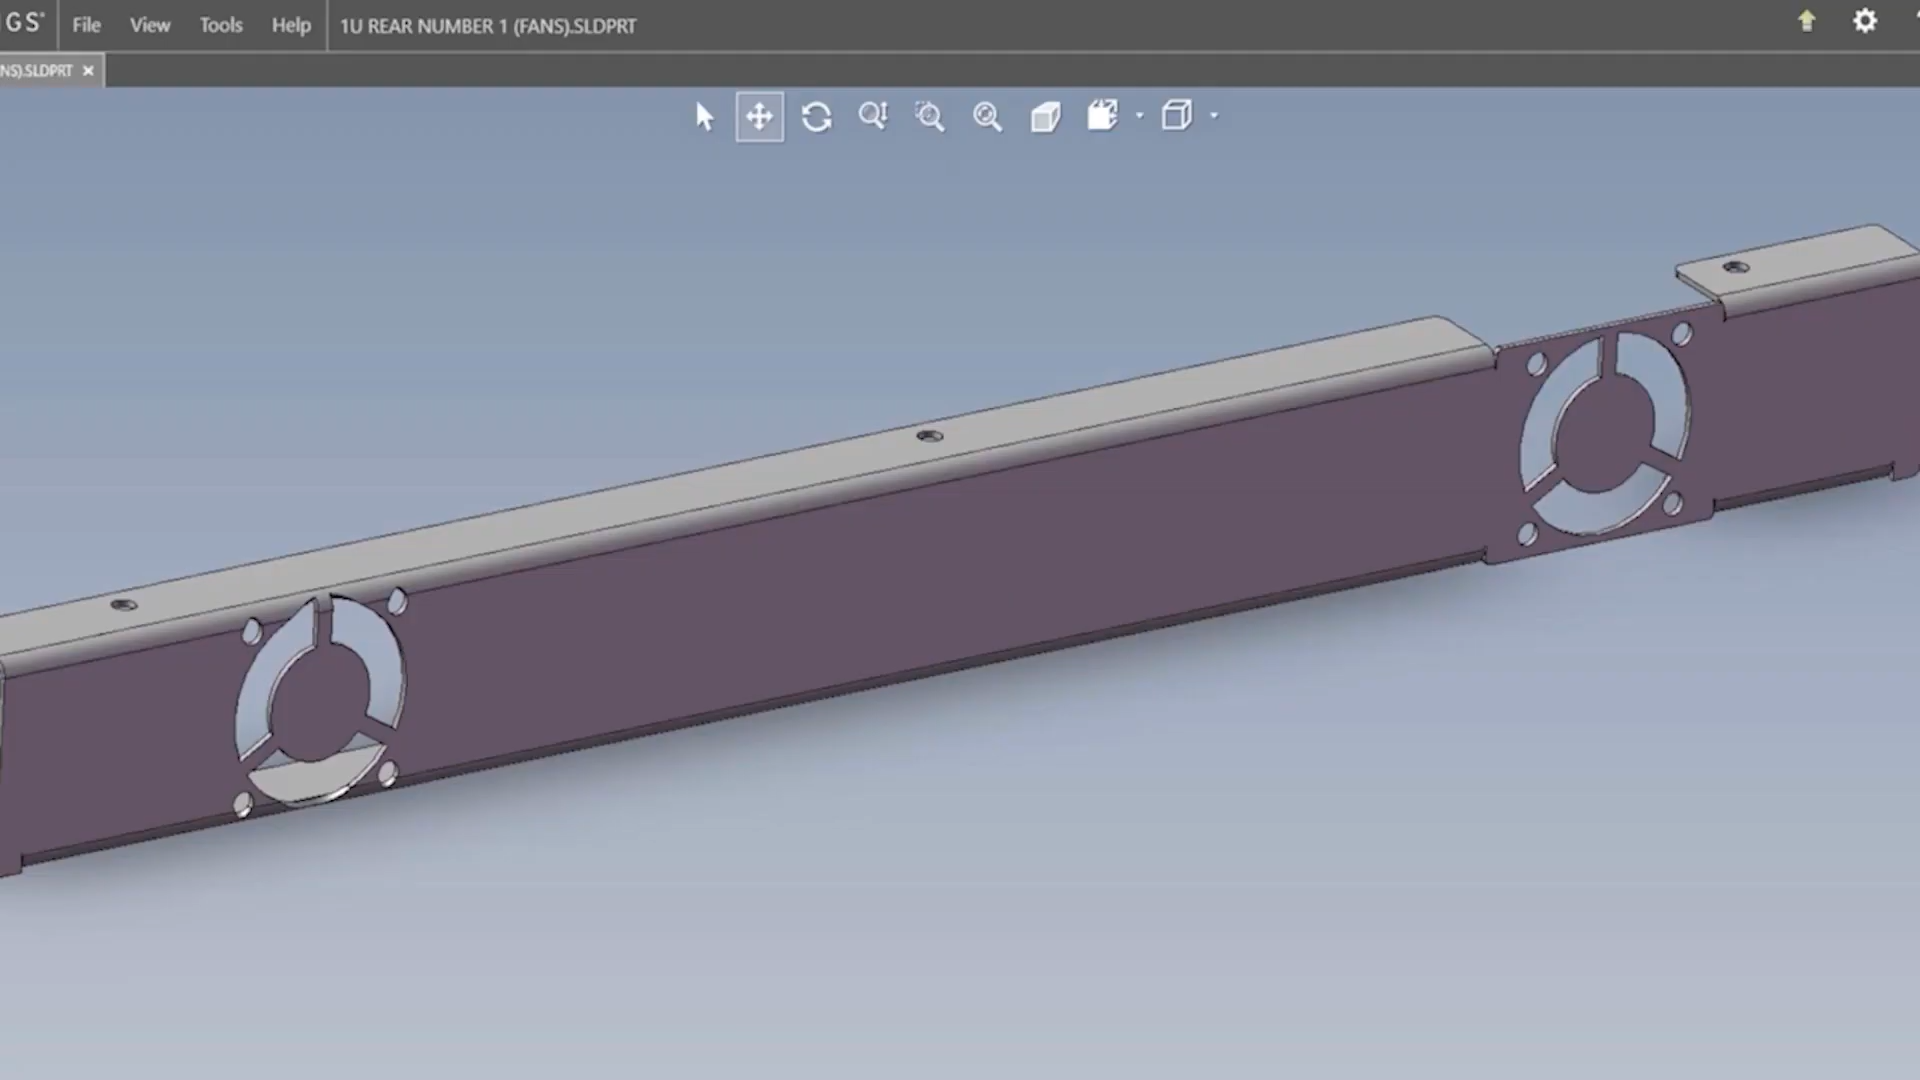 GS®
File View Tools Help 1U REAR NUMBER 1 (FANS).SLDPRT
NS).SLDPRT ×